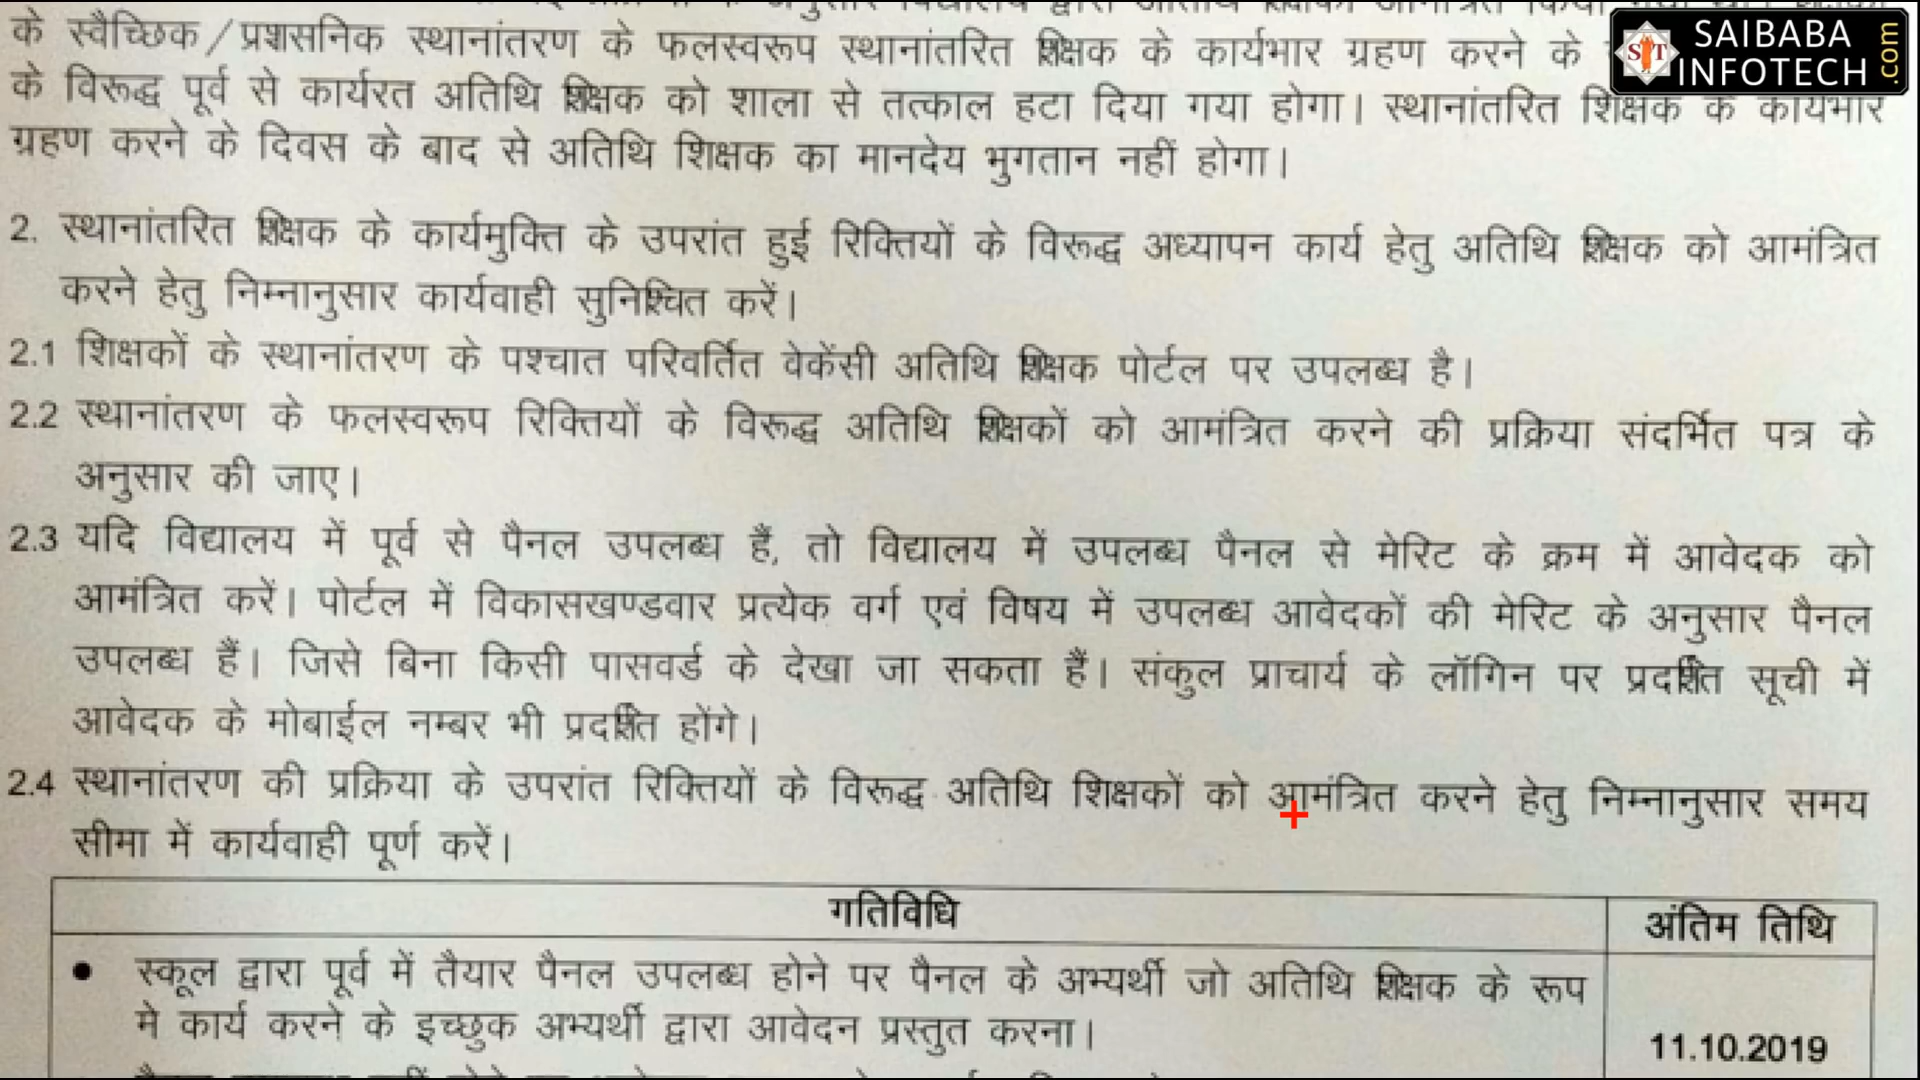 के स्वैच्छिक/प्रशासनिक स्थानांतरण के फलस्वरूप स्थानांतरित शिक्षक के कार्यभार ग्रहण करने के
के विरूद्ध पूर्व से कार्यरत अतिथि शिक्षक को शाला से तत्काल हटा दिया गया होगा। स्थानांतरित शिक्षक के कार्यभार
ग्रहण करने के दिवस के बाद से अतिथि शिक्षक का मानदेय भुगतान नहीं होगा।
SAIBABA
INFOTECH
.com
SIT
2. स्थानांतरित शिक्षक के कार्यमुक्ति के उपरांत हुई रिक्तियों के विरूद्ध अध्यापन कार्य हेतु अतिथि शिक्षक को आमंत्रित
करने हेतु निम्नानुसार कार्यवाही सुनिश्चित करें।
2.1 शिक्षकों के स्थानांतरण के पश्चात परिवर्तित वेकेंसी अतिथि शिक्षक पोर्टल पर उपलब्ध है।
2.2 स्थानांतरण के फलस्वरूप रिक्तियों के विरूद्ध अतिथि शिक्षकों को आमंत्रित करने की प्रक्रिया संदर्भित पत्र के
अनुसार की जाए।
2.3 यदि विद्यालय में पूर्व से पैनल उपलब्ध हैं, तो विद्यालय में उपलब्ध पैनल से मेरिट के क्रम में आवेदक को
आमंत्रित करें। पोर्टल में विकासखण्डवार प्रत्येक वर्ग एवं विषय में उपलब्ध आवेदकों की मेरिट के अनुसार पैनल
उपलब्ध हैं। जिसे बिना किसी पासवर्ड के देखा जा सकता हैं। संकुल प्राचार्य के लॉगिन पर प्रदर्शित सूची में
आवेदक के मोबाईल नम्बर भी प्रदर्शित होंगे।
2.4 स्थानांतरण की प्रक्रिया के उपरांत रिक्तियों के विरूद्ध अतिथि शिक्षकों को आमंत्रित करने हेतु निम्नानुसार समय
सीमा में कार्यवाही पूर्ण करें।
गतिविधि अंतिम तिथि
• स्कूल द्वारा पूर्व में तैयार पैनल उपलब्ध होने पर पैनल के अभ्यर्थी जो अतिथि शिक्षक के रूप
मे कार्य करने के इच्छुक अभ्यर्थी द्वारा आवेदन प्रस्तुत करना।
11.10.2019